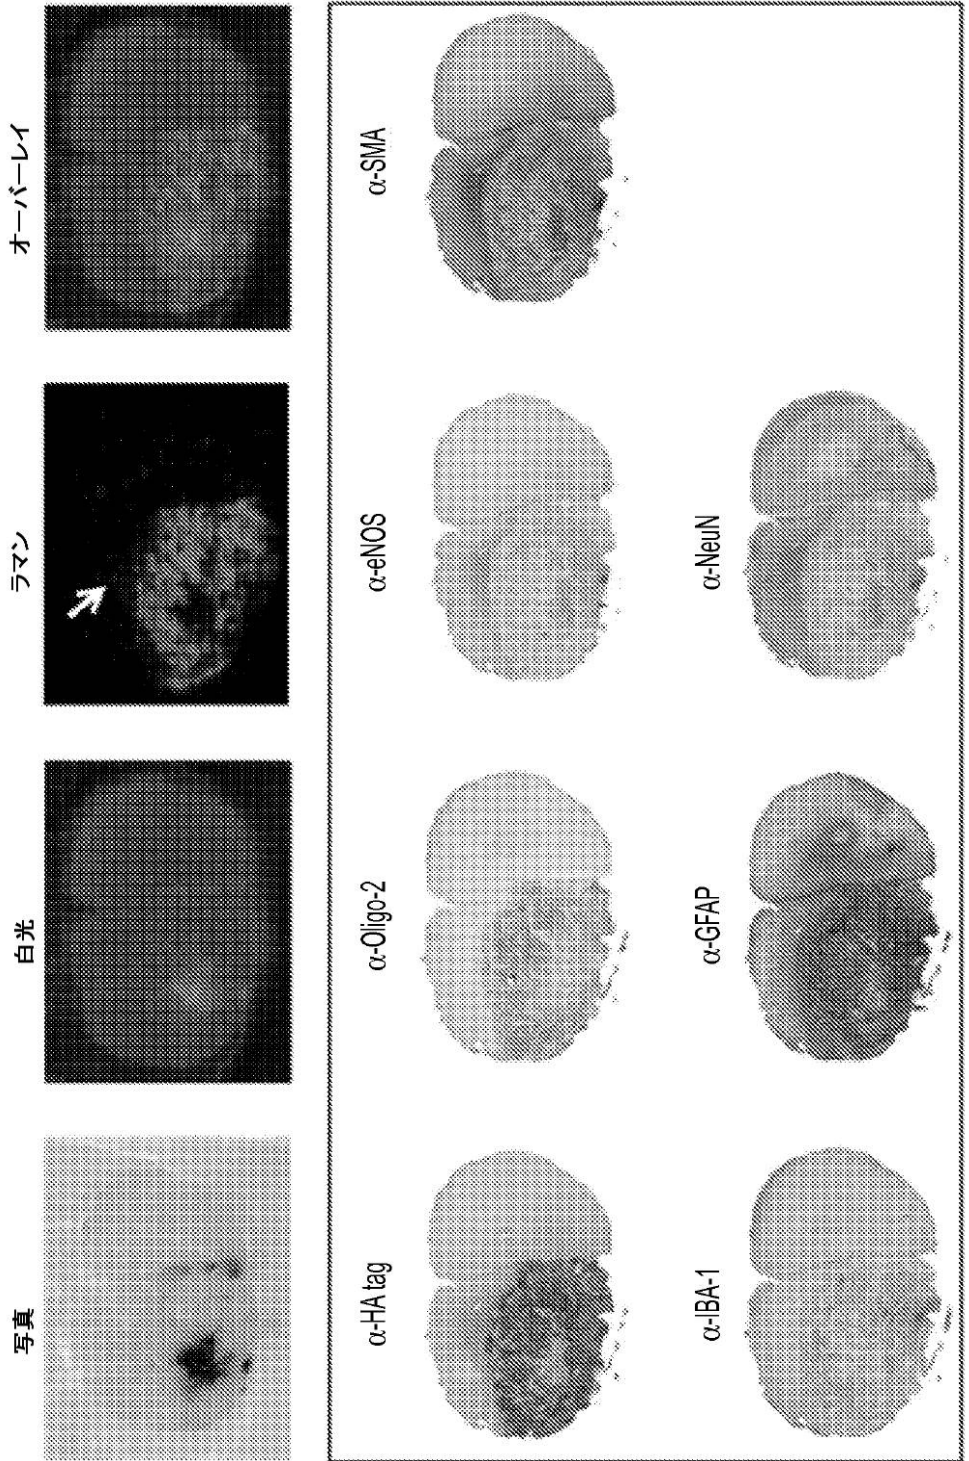 写真
白光
ラマン
オーバーレイ
α-HA tag
α-Oligo-2
α-eNOS
α-SMA
α-IBA-1
α-GFAP
α-NeuN